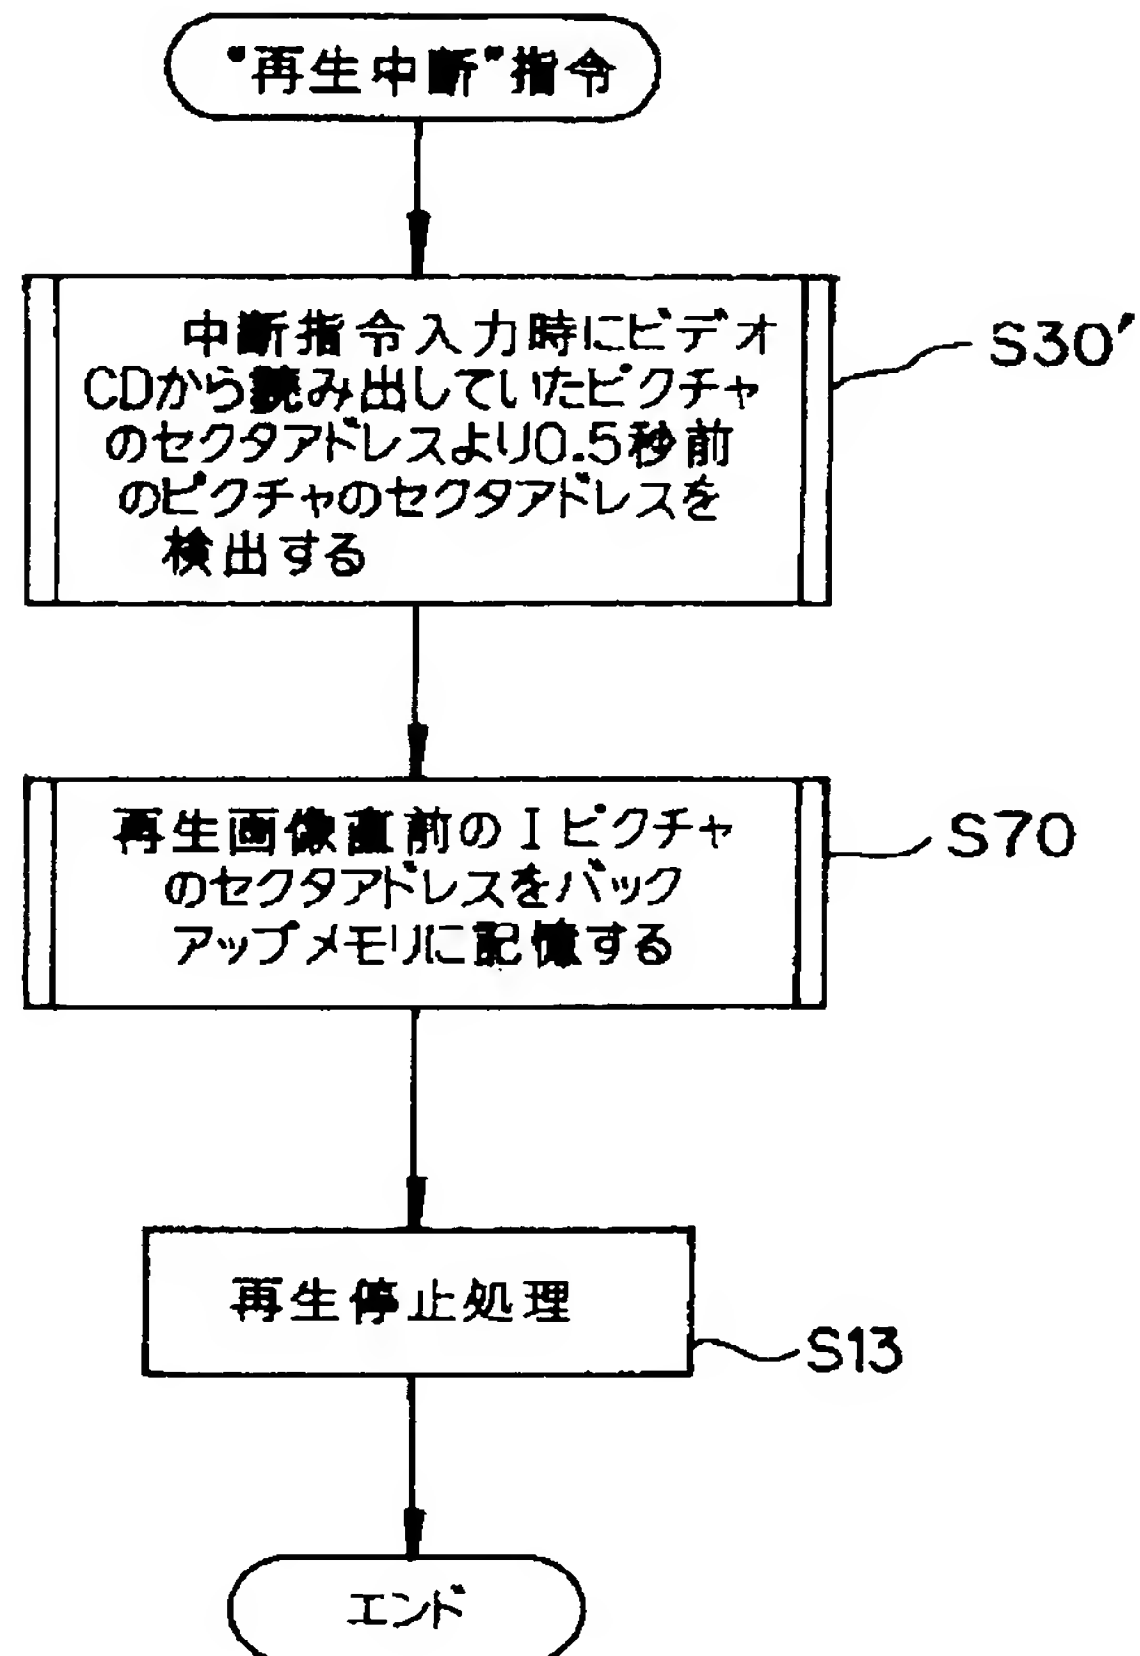 “再生中断”指令
中断指令入力時にビデオ
CDから読み出していたピクチャ
のセクタアドレスより0.5秒前
のピクチャのセクタアドレスを
検出する
S30'
再生画像直前のIピクチャ
のセクタアドレスをバック
アップメモリに記憶する
S70
再生停止処理
S13
エンド